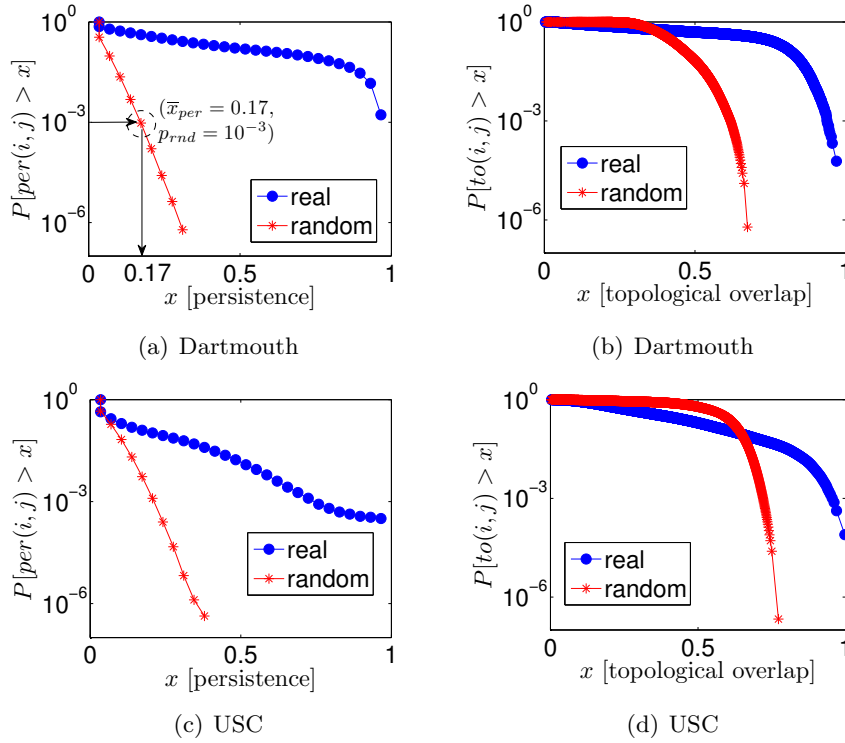 10^0
10^-3
10^-6
P[per(i, j) > x]
(x̄_per = 0.17,
p_rnd = 10^-3)
real
random
0
0.17
0.5
1
x [persistence]
(a) Dartmouth
10^0
10^-3
10^-6
P[to(i, j) > x]
real
random
0
0.5
1
x [topological overlap]
(b) Dartmouth
10^0
10^-3
10^-6
P[per(i, j) > x]
real
random
0
0.5
1
x [persistence]
(c) USC
10^0
10^-3
10^-6
P[to(i, j) > x]
real
random
0
0.5
1
x [topological overlap]
(d) USC